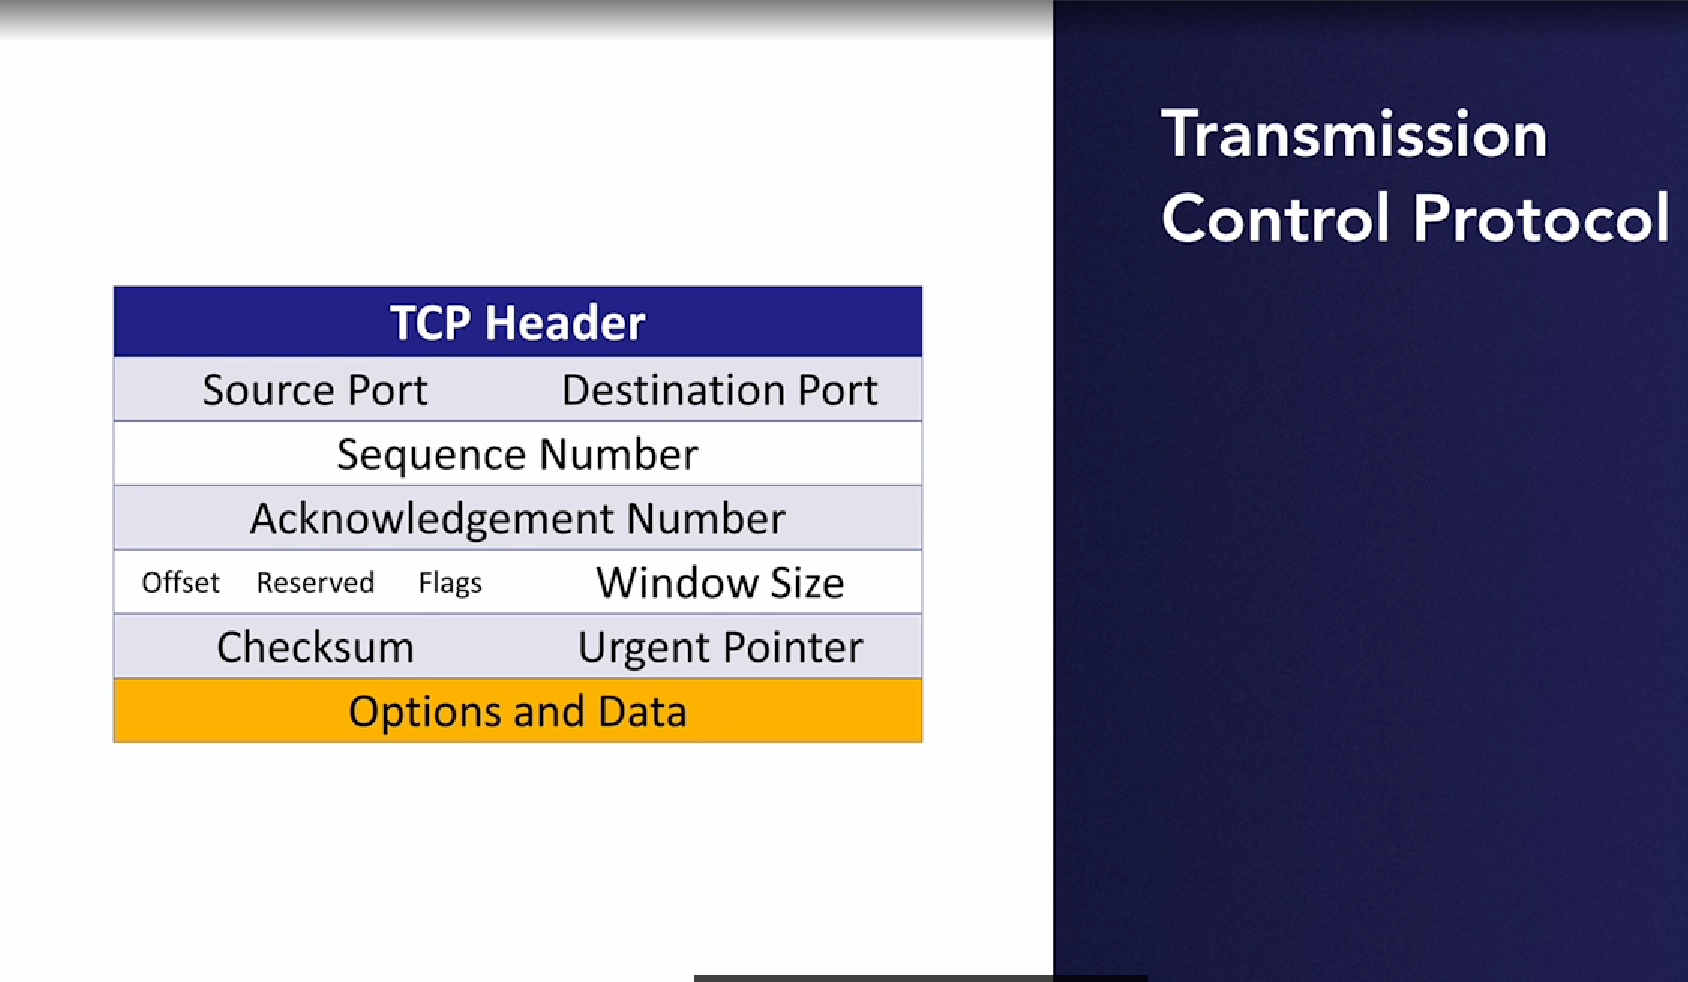 Transmission
Control Protocol
TCP Header
Source Port Destination Port
Sequence Number
Acknowledgement Number
Offset Reserved Flags Window Size
Checksum Urgent Pointer
Options and Data